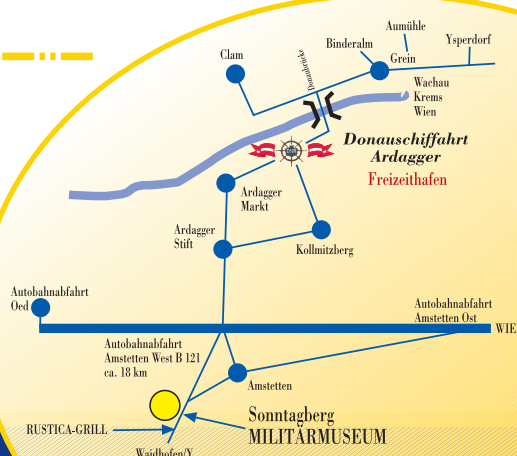 Aumühle
Binderalm
Ysperdorf
Grein
Clam
Donaubrücke
Wachau
Krems
Wien
Donauschiffahrt
Ardagger
Freizeithafen
Ardagger
Markt
Ardagger
Stift
Kollmitzberg
Autobahnabfahrt
Oed
Autobahnabfahrt
Amstetten Ost
WIE
Autobahnabfahrt
Amstetten West B 121
ca. 18 km
Amstetten
Sonntagberg
MILITÄRMUSEUM
RUSTICA-GRILL
Waidhofen/Y